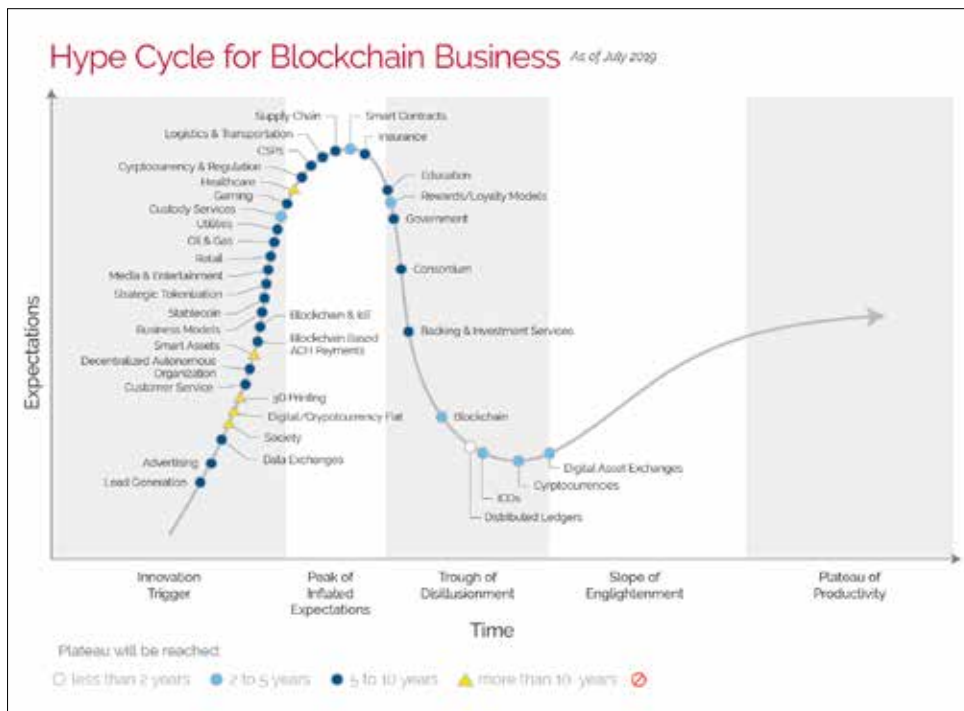 Hype Cycle for Blockchain Business As of July 2019
Supply Chain
Smart Contracts
Logistics & Transportation
Insurance
CSPs
Cyrptocurrency & Regulation
Healthcare
Gaming
Custody Services
Utilities
Oil & Gas
Retail
Media & Entertainment
Strategic Tokenization
Stablecoin
Business Models
Smart Assets
Decentralized Autonomous
Organization
Customer Service
Advertising
Lead Generation
Blockchain & IoT
Blockchain Based
ACH Payments
3D Printing
Digital/Crypotcurrency Fiat
Society
Data Exchanges
Education
Rewards/Loyalty Models
Government
Consortium
Backing & Investment Services
Blockchain
Digital Asset Exchanges
Cyrptocurrencies
ICOs
Distributed Ledgers
Expectations
Innovation
Trigger
Peak of
Inflated
Expectations
Trough of
Disillusionment
Slope of
Englightenment
Plateau of
Productivity
Time
Plateau will be reached:
less than 2 years
2 to 5 years
5 to 10 years
more than 10 years